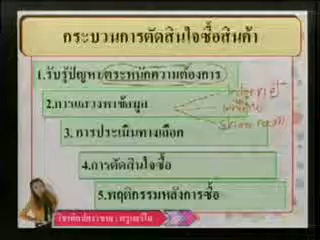 กระบวนการตัดสินใจซื้อสินค้า
1.รับรู้ปัญหา ตระหนักความต้องการ
2.การแสวงหาข้อมูล
3. การประเมินทางเลือก
4.การตัดสินใจซื้อ
5.พฤติกรรมหลังการซื้อ